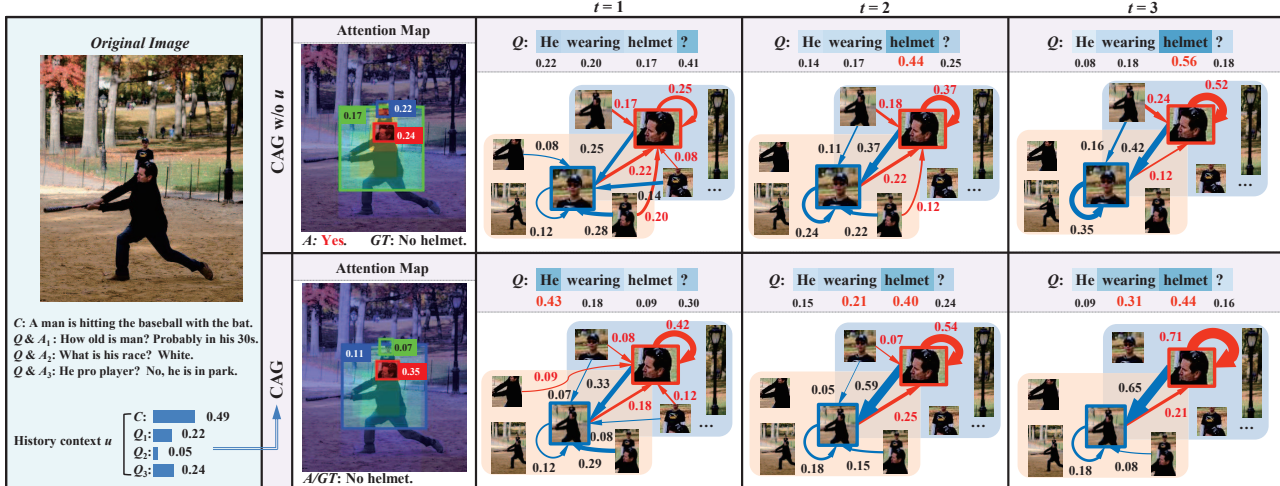 t = 1
t = 2
t = 3
Original Image
C: A man is hitting the baseball with the bat.
Q & A1 : How old is man? Probably in his 30s.
Q & A2: What is his race? White.
Q & A3: He pro player? No, he is in park.
History context u
C: 0.49
Q1: 0.22
Q2: 0.05
Q3: 0.24
CAG w/o u
Attention Map
0.17
0.22
0.24
A: Yes. GT: No helmet.
Q: He wearing helmet ?
0.22 0.20 0.17 0.41
0.25
0.17
0.08
0.25
0.22
0.08
0.14
0.20
0.12
0.28
...
Q: He wearing helmet ?
0.14 0.17 0.44 0.25
0.37
0.18
0.11
0.37
0.22
0.12
0.24
0.22
...
Q: He wearing helmet ?
0.08 0.18 0.56 0.18
0.52
0.24
0.16
0.42
0.12
0.35
...
CAG
Attention Map
0.07
0.11
0.35
A/GT: No helmet.
Q: He wearing helmet ?
0.43 0.18 0.09 0.30
0.42
0.08
0.09
0.33
0.07
0.12
0.18
0.08
0.12
0.29
...
Q: He wearing helmet ?
0.15 0.21 0.40 0.24
0.54
0.07
0.05
0.59
0.25
0.18
0.15
...
Q: He wearing helmet ?
0.09 0.31 0.44 0.16
0.71
0.65
0.21
0.18
0.08
...